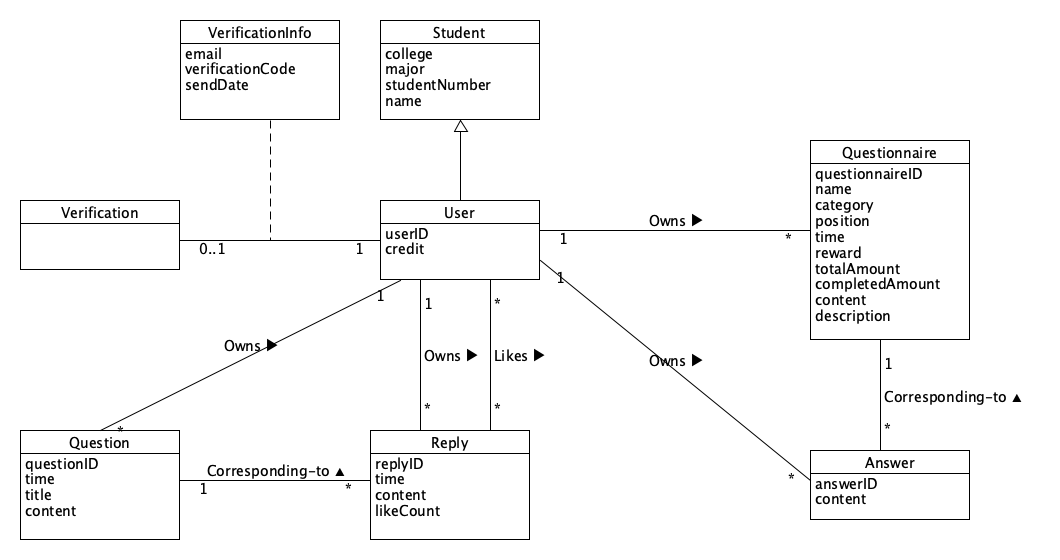 VerificationInfo
email
verificationCode
sendDate
Student
college
major
studentNumber
name
Questionnaire
questionnaireID
name
category
position
time
reward
totalAmount
completedAmount
content
description
Verification
User
userID
credit
0..1
1
Owns ▶
1
*
1
1
1
*
Owns ▶
Owns ▶
Likes ▶
Owns ▶
1
Corresponding-to ▲
*
*
*
*
*
Question
questionID
time
title
content
Corresponding-to ▲
1
*
Reply
replyID
time
content
likeCount
Answer
answerID
content